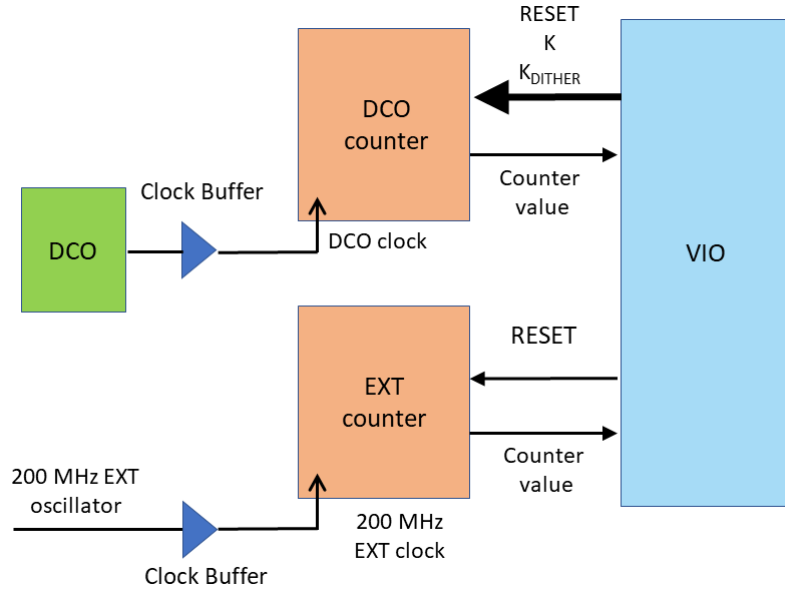 RESET
K
KDITHER
DCO
counter
Counter
value
Clock Buffer
DCO
DCO clock
VIO
RESET
EXT
counter
Counter
value
200 MHz EXT
oscillator
200 MHz
EXT clock
Clock Buffer